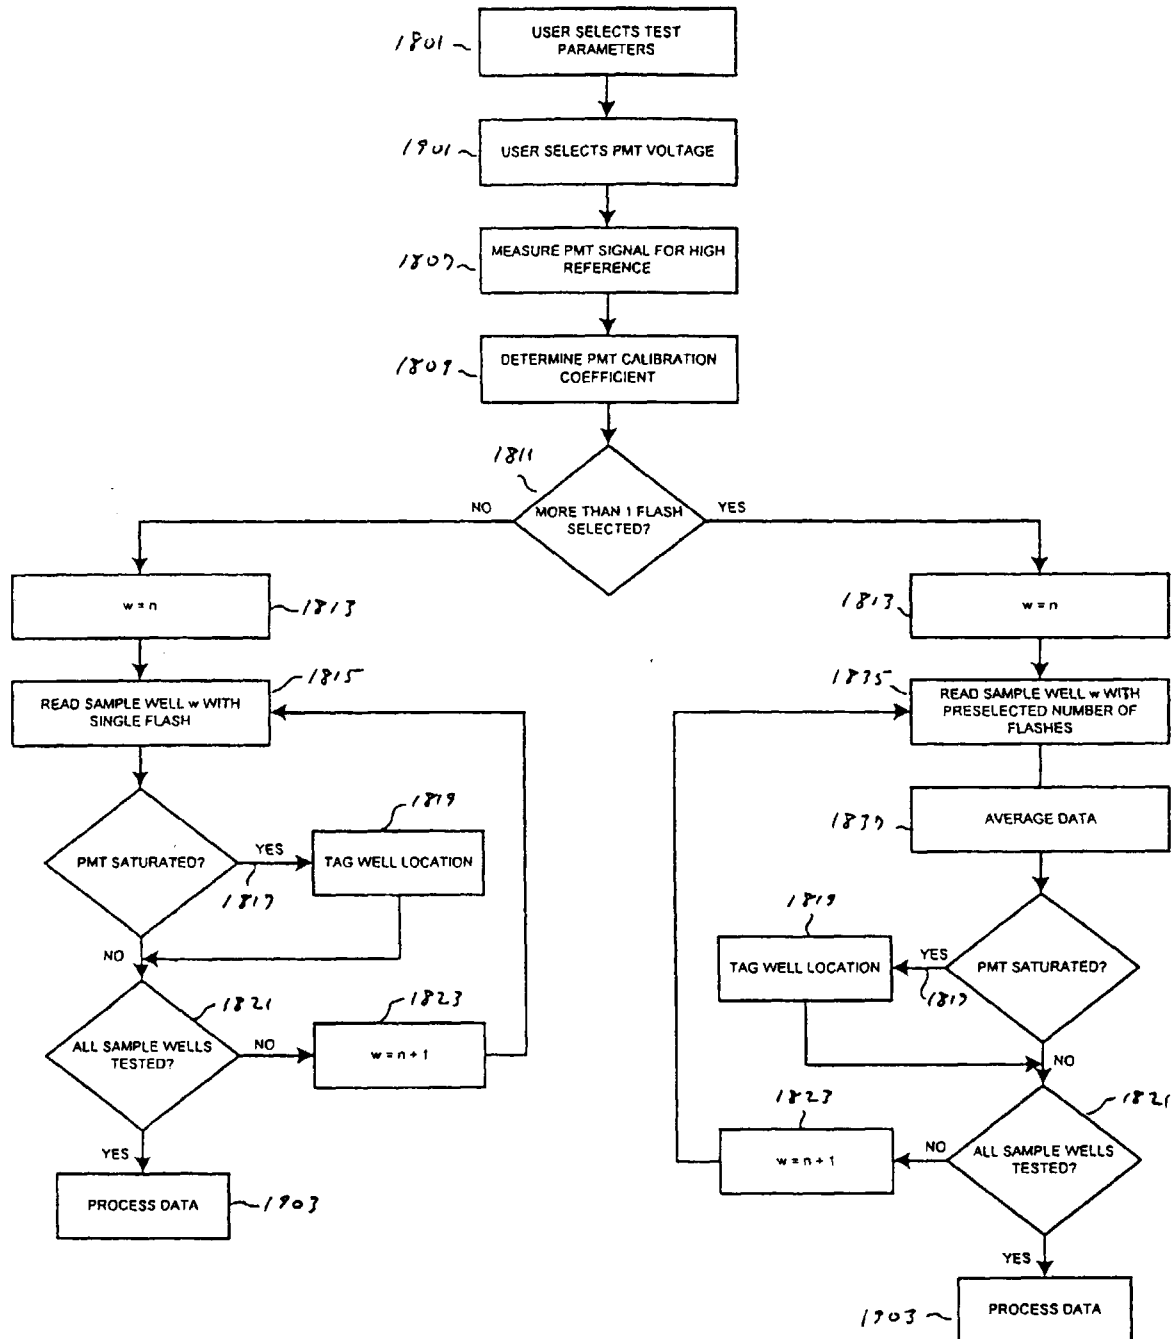 1801
USER SELECTS TEST
PARAMETERS
1901
USER SELECTS PMT VOLTAGE
1807
MEASURE PMT SIGNAL FOR HIGH
REFERENCE
1809
DETERMINE PMT CALIBRATION
COEFFICIENT
1811
MORE THAN 1 FLASH
SELECTED?
NO
YES
w = n
1813
1815
READ SAMPLE WELL w WITH
SINGLE FLASH
PMT SATURATED?
YES
1817
1819
TAG WELL LOCATION
NO
1821
ALL SAMPLE WELLS
TESTED?
NO
1823
w = n + 1
YES
PROCESS DATA
1903
1813
w = n
1835
READ SAMPLE WELL w WITH
PRESELECTED NUMBER OF
FLASHES
1837
AVERAGE DATA
PMT SATURATED?
YES
1817
1819
TAG WELL LOCATION
NO
1821
ALL SAMPLE WELLS
TESTED?
NO
1823
w = n + 1
YES
1903
PROCESS DATA